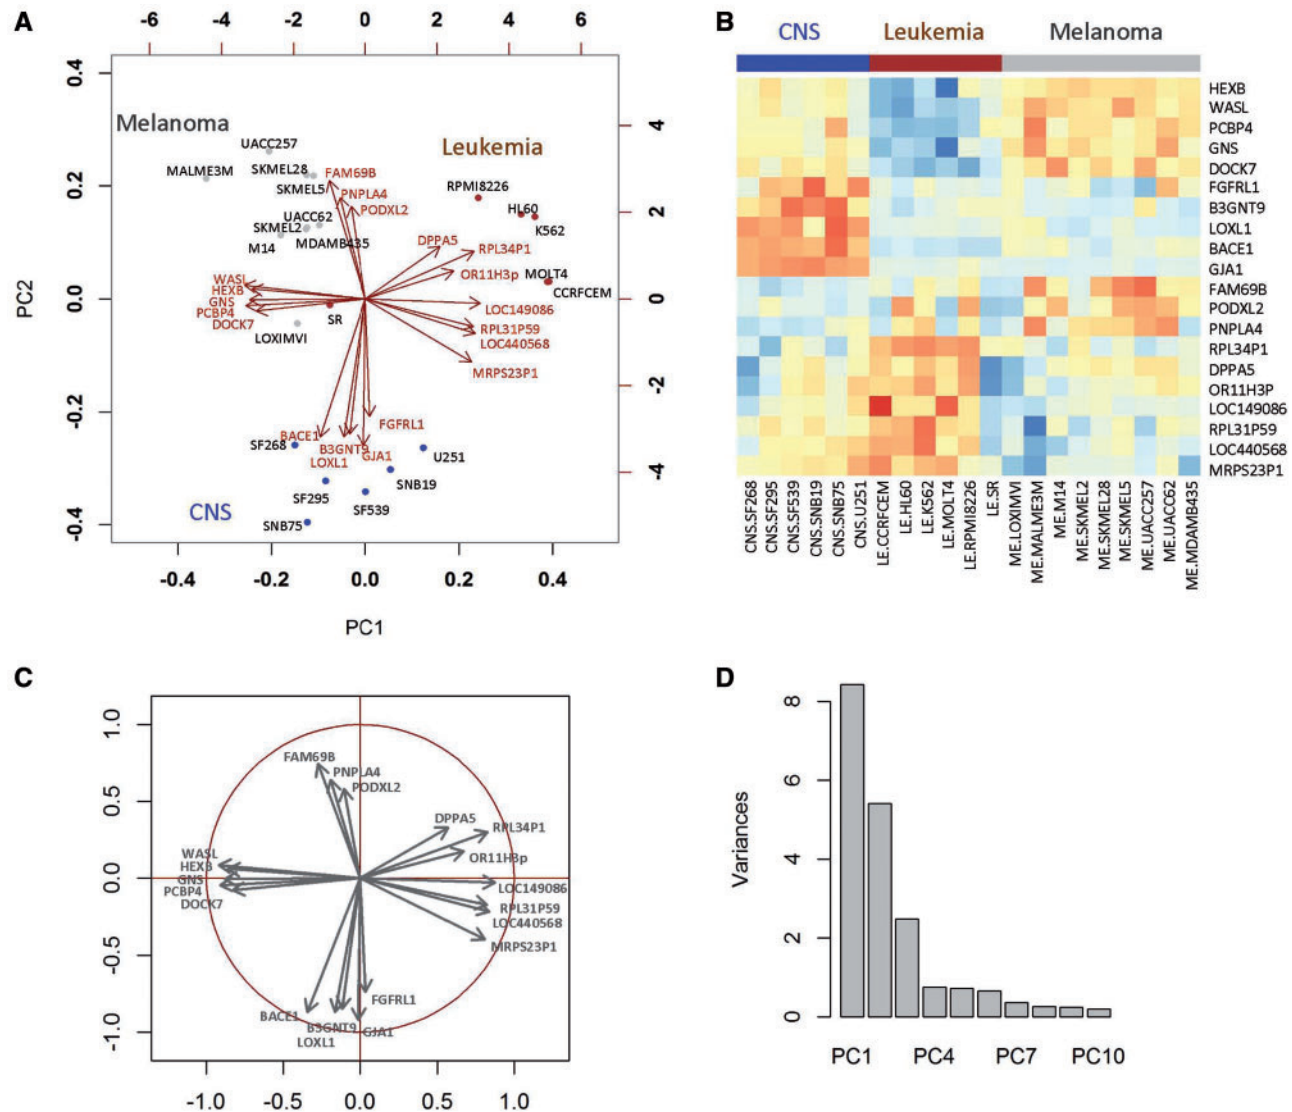 A
-6
-4
-2
0
2
4
6
0.4
0.2
0.0
-0.2
-0.4
PC2
4
2
0
-2
-4
Melanoma
UACC257
MALME3M
SKMEL28
SKMEL5
FAM69B
PNPLA4
PODXL2
UACC62
SKMEL2
M14
MDAMB435
Leukemia
RPMI8226
HL60
K562
DPPA5
RPL34P1
OR11H3p
MOLT4
CCRFCEM
WASL
HEXB
GNS
PCBP4
DOCK7
SR
LOXIMVI
LOC149086
RPL31P59
LOC440568
MRPS23P1
BACE1
FGFRL1
SF268
B3GNT9
GJA1
LOXL1
U251
SNB19
SF295
SF539
CNS
SNB75
-0.4
-0.2
0.0
0.2
0.4
PC1
B
CNS
Leukemia
Melanoma
HEXB
WASL
PCBP4
GNS
DOCK7
FGFRL1
B3GNT9
LOXL1
BACE1
GJA1
FAM69B
PODXL2
PNPLA4
RPL34P1
DPPA5
OR11H3P
LOC149086
RPL31P59
LOC440568
MRPS23P1
CNS.SF268
CNS.SF295
CNS.SF539
CNS.SNB19
CNS.SNB75
CNS.U251
LE.CCRFCEM
LE.HL60
LE.K562
LE.MOLT4
LE.RPMI8226
LE.SR
ME.LOXIMVI
ME.MALME3M
ME.M14
ME.SKMEL2
ME.SKMEL28
ME.SKMEL5
ME.UACC257
ME.UACC62
ME.MDAMB435
C
1.0
0.5
0.0
-0.5
-1.0
FAM69B
PNPLA4
PODXL2
DPPA5
RPL34P1
OR11H3p
WASL
HEXB
GNS
PCBP4
DOCK7
LOC149086
RPL31P59
LOC440568
MRPS23P1
FGFRL1
BACE1
B3GNT9
GJA1
LOXL1
-1.0
-0.5
0.0
0.5
1.0
D
Variances
8
6
4
2
0
PC1
PC4
PC7
PC10